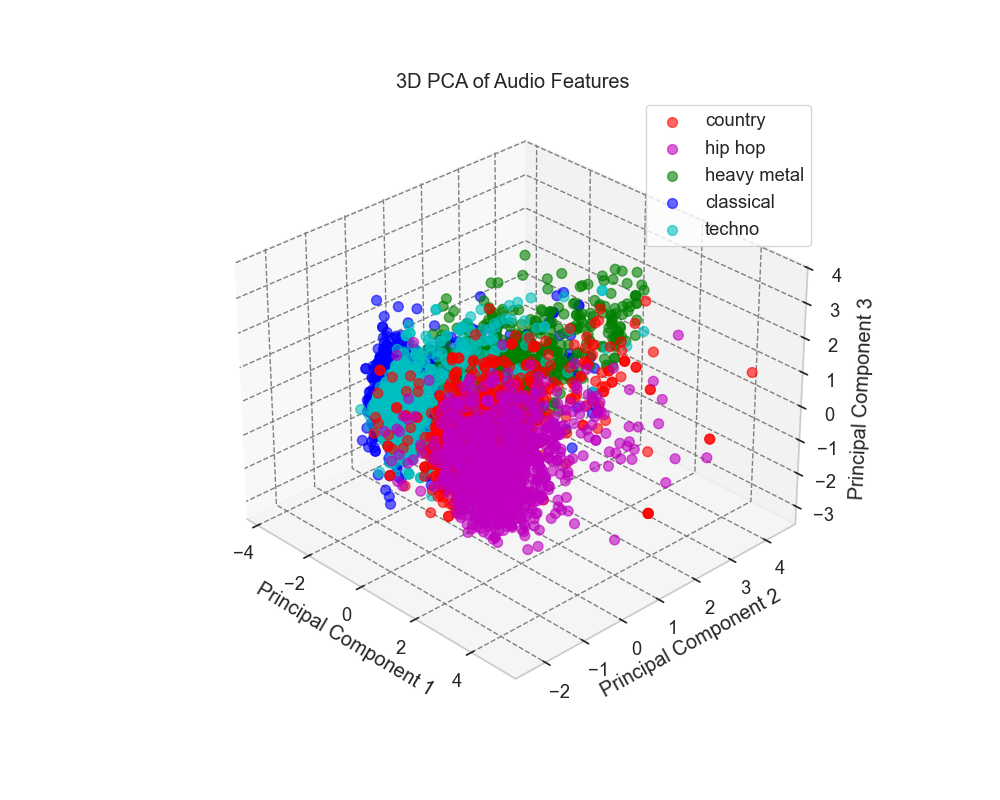 3D PCA of Audio Features
country
hip hop
heavy metal
classical
techno
4
3
2
1
0
−1
−2
−3
Principal Component 3
−4
−2
0
2
4
Principal Component 1
−2
−1
0
1
2
3
4
Principal Component 2